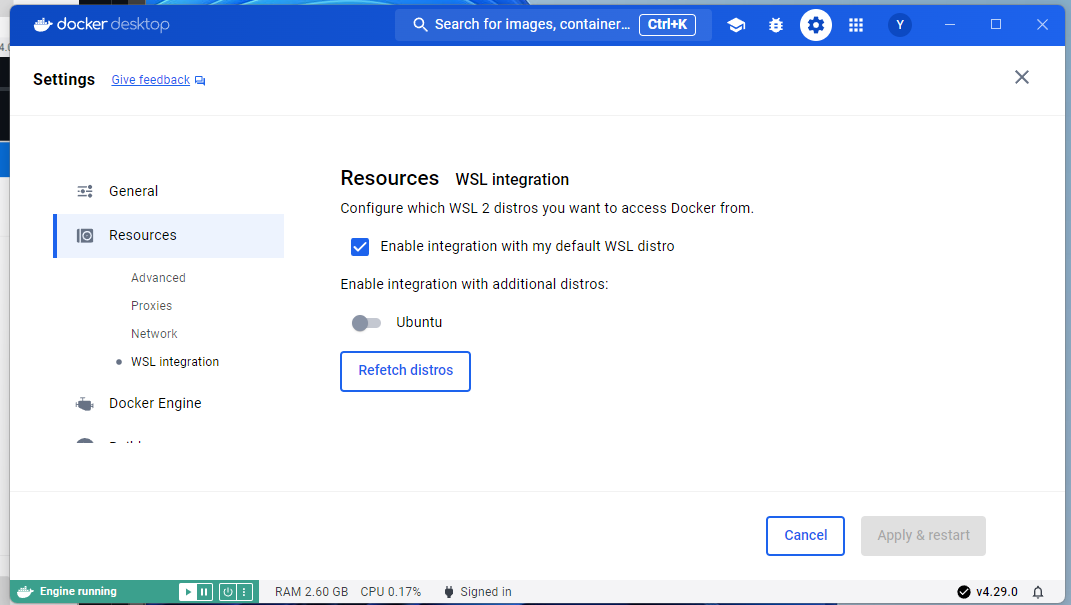 docker desktop
Search for images, container... Ctrl+K
Y
Settings Give feedback
General
Resources
Advanced
Proxies
Network
WSL integration
Docker Engine
Resources WSL integration
Configure which WSL 2 distros you want to access Docker from.
Enable integration with my default WSL distro
Enable integration with additional distros:
Ubuntu
Refetch distros
Cancel Apply & restart
Engine running RAM 2.60 GB CPU 0.17% Signed in v4.29.0